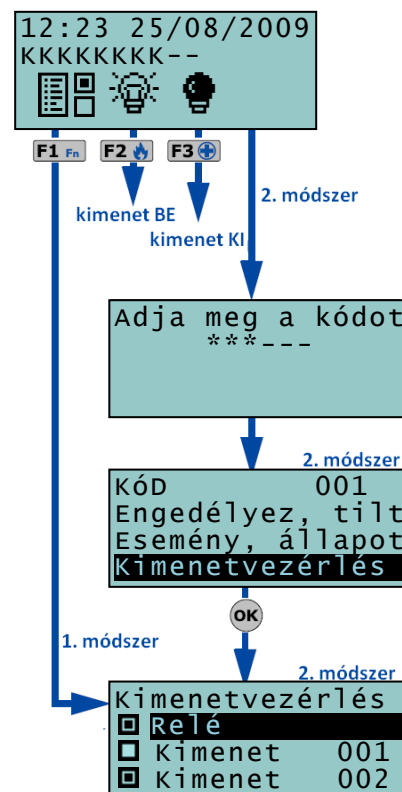 12:23 25/08/2009
KKKKKKKK--
F1 Fn F2 F3
2. módszer
kimenet BE
kimenet KI
Adja meg a kódot
***---
2. módszer
KÓD 001
Engedélyez, tilt
Esemény, állapot
Kimenetvezérlés
OK
1. módszer
2. módszer
Kimenetvezérlés
Relé
Kimenet 001
Kimenet 002